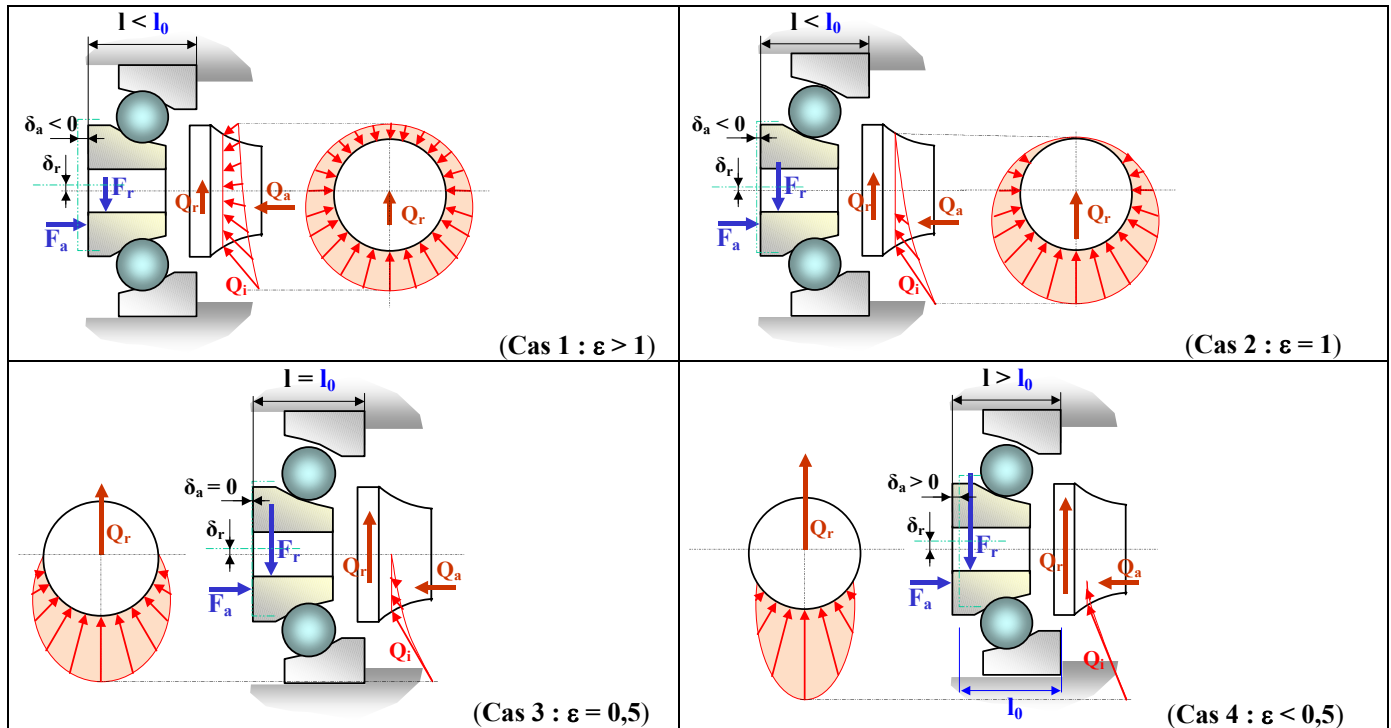 l < l₀
δₐ < 0
δᵣ
Fᵣ
Fₐ
Qᵣ
Qₐ
Qᵢ
Qᵣ
(Cas 1 : ε > 1)
l < l₀
δₐ < 0
δᵣ
Fᵣ
Fₐ
Qᵣ
Qₐ
Qᵢ
Qᵣ
(Cas 2 : ε = 1)
l = l₀
δₐ = 0
Qᵣ
δᵣ
Fᵣ
Fₐ
Qᵣ
Qₐ
Qᵢ
(Cas 3 : ε = 0,5)
l > l₀
δₐ > 0
Qᵣ
δᵣ
Fᵣ
Fₐ
Qᵣ
Qₐ
Qᵢ
l₀
(Cas 4 : ε < 0,5)